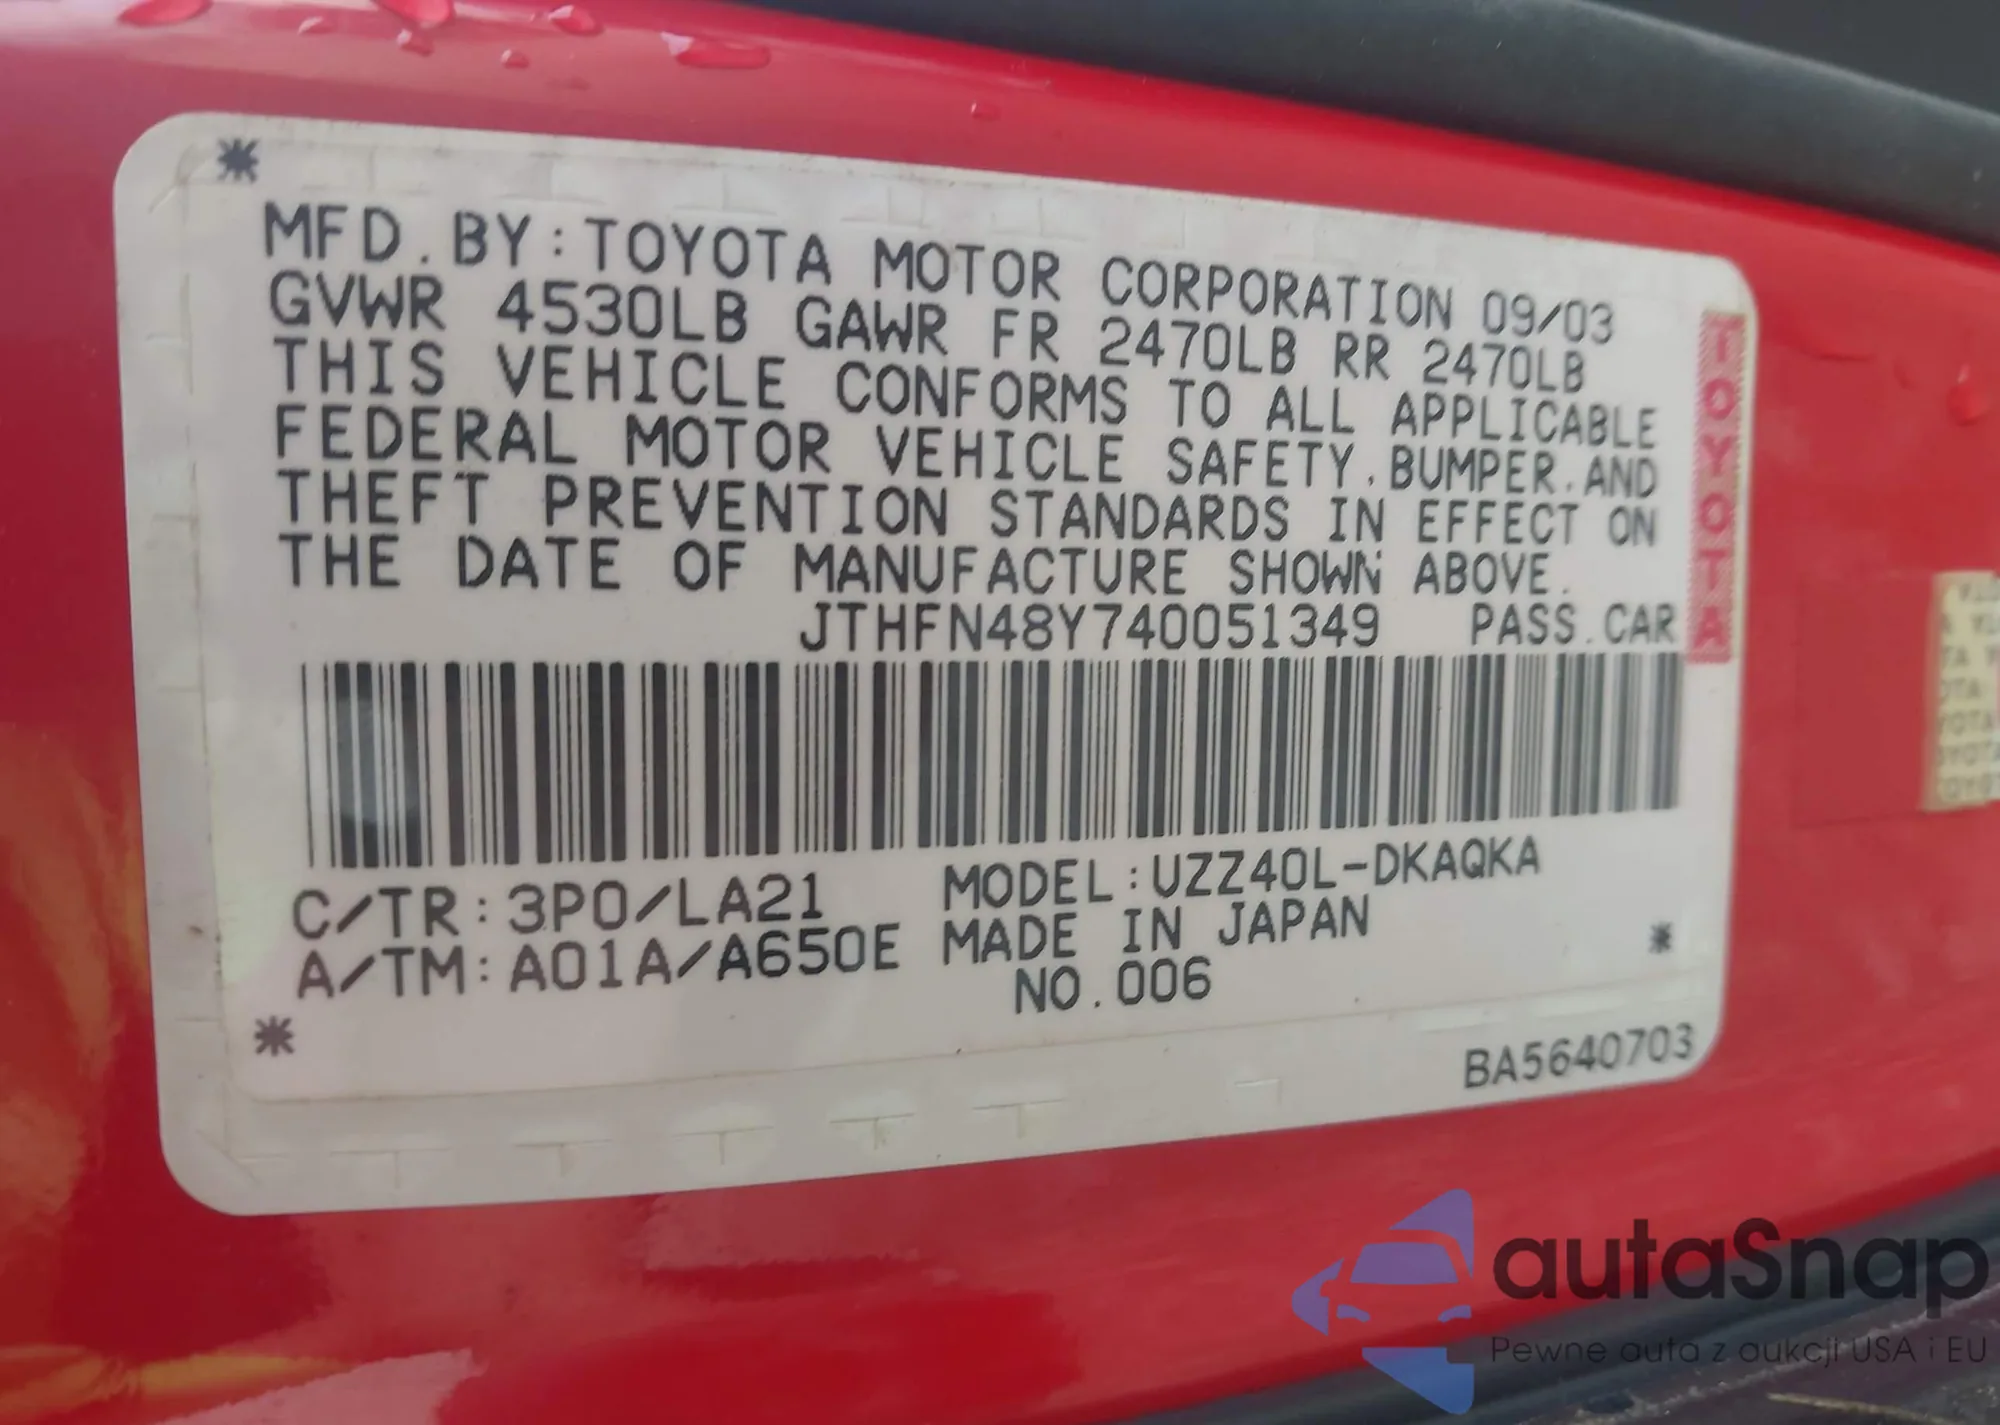 MFD.BY:TOYOTA MOTOR CORPORATION 09/03
GVWR 4530LB GAWR FR 2470LB RR 2470LB
THIS VEHICLE CONFORMS TO ALL APPLICABLE
FEDERAL MOTOR VEHICLE SAFETY.BUMPER.AND
THEFT PREVENTION STANDARDS IN EFFECT ON
THE DATE OF MANUFACTURE SHOWN ABOVE.
JTHFN48Y740051349 PASS.CAR
TOYOTA
C/TR:3P0/LA21 MODEL:UZZ40L-DKAQKA
A/TM:A01A/A650E MADE IN JAPAN
NO.006
BA5640703
autaSnap
Pewne auta z aukcji USA i EU